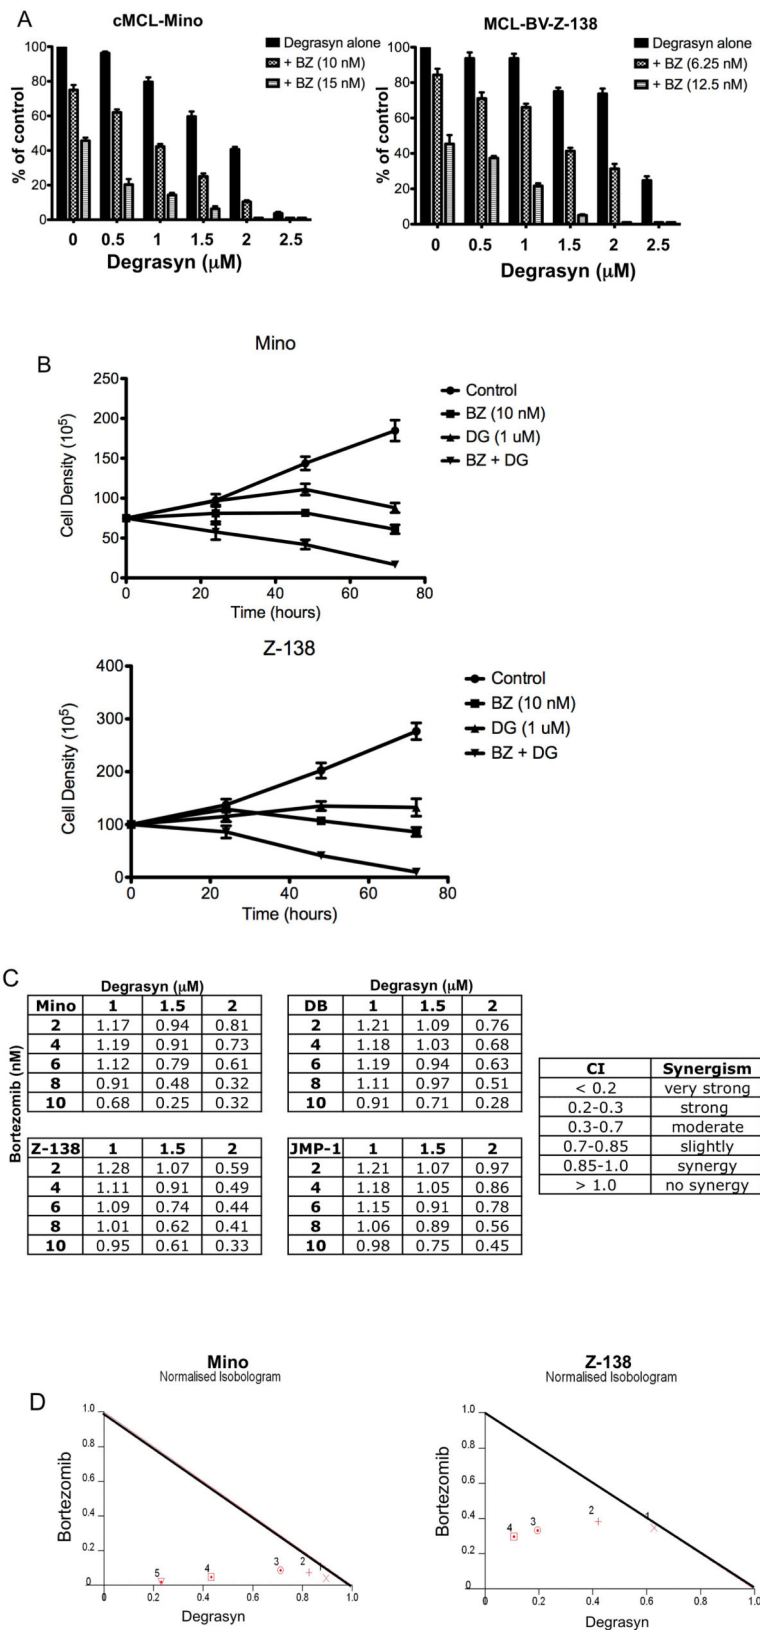 A
cMCL-Mino
Degrasyn alone
+ BZ (10 nM)
+ BZ (15 nM)
% of control
100
80
60
40
20
0
0 0.5 1 1.5 2 2.5
Degrasyn (μM)
MCL-BV-Z-138
Degrasyn alone
+ BZ (6.25 nM)
+ BZ (12.5 nM)
% of control
100
80
60
40
20
0
0 0.5 1 1.5 2 2.5
Degrasyn (μM)
B
Mino
Control
BZ (10 nM)
DG (1 uM)
BZ + DG
Cell Density (10⁵)
250
200
150
100
50
0
0 20 40 60 80
Time (hours)
Z-138
Control
BZ (10 nM)
DG (1 uM)
BZ + DG
Cell Density (10⁵)
400
300
200
100
0
0 20 40 60 80
Time (hours)
C
Bortezomib (nM)
Degrasyn (μM)
Mino 1 1.5 2
2 1.17 0.94 0.81
4 1.19 0.91 0.73
6 1.12 0.79 0.61
8 0.91 0.48 0.32
10 0.68 0.25 0.32
Degrasyn (μM)
DB 1 1.5 2
2 1.21 1.09 0.76
4 1.18 1.03 0.68
6 1.19 0.94 0.63
8 1.11 0.97 0.51
10 0.91 0.71 0.28
Z-138 1 1.5 2
2 1.28 1.07 0.59
4 1.11 0.91 0.49
6 1.09 0.74 0.44
8 1.01 0.62 0.41
10 0.95 0.61 0.33
JMP-1 1 1.5 2
2 1.21 1.07 0.97
4 1.18 1.05 0.86
6 1.15 0.91 0.78
8 1.06 0.89 0.56
10 0.98 0.75 0.45
CI Synergism
< 0.2 very strong
0.2-0.3 strong
0.3-0.7 moderate
0.7-0.85 slightly
0.85-1.0 synergy
> 1.0 no synergy
D
Mino
Normalised Isobologram
Bortezomib
1.0
0.8
0.6
0.4
0.2
0
5 4 3 2 1
0 0.2 0.4 0.6 0.8 1.0
Degrasyn
Z-138
Normalised Isobologram
Bortezomib
1.0
0.8
0.6
0.4
0.2
0
4 3 2 1
0 0.2 0.4 0.6 0.8 1.0
Degrasyn